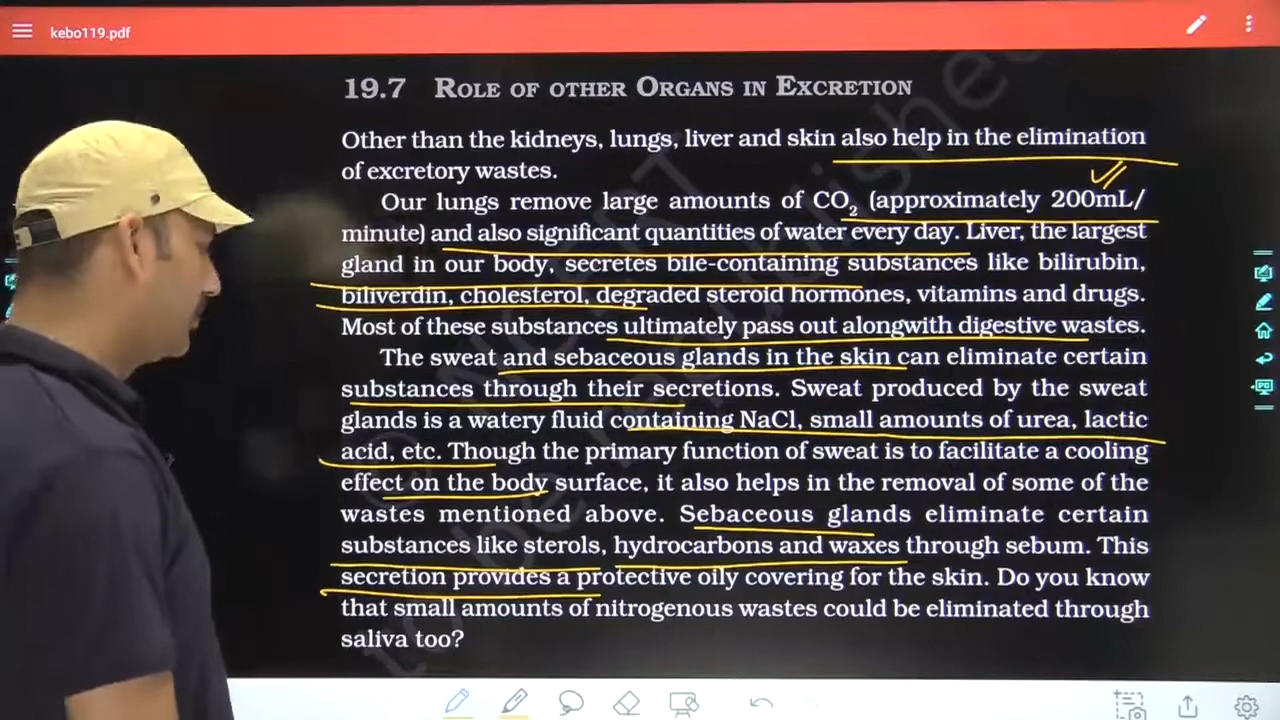 kebo119.pdf
19.7 ROLE OF OTHER ORGANS IN EXCRETION
Other than the kidneys, lungs, liver and skin also help in the elimination
of excretory wastes.
Our lungs remove large amounts of CO₂ (approximately 200mL/
minute) and also significant quantities of water every day. Liver, the largest
gland in our body, secretes bile-containing substances like bilirubin,
biliverdin, cholesterol, degraded steroid hormones, vitamins and drugs.
Most of these substances ultimately pass out alongwith digestive wastes.
The sweat and sebaceous glands in the skin can eliminate certain
substances through their secretions. Sweat produced by the sweat
glands is a watery fluid containing NaCl, small amounts of urea, lactic
acid, etc. Though the primary function of sweat is to facilitate a cooling
effect on the body surface, it also helps in the removal of some of the
wastes mentioned above. Sebaceous glands eliminate certain
substances like sterols, hydrocarbons and waxes through sebum. This
secretion provides a protective oily covering for the skin. Do you know
that small amounts of nitrogenous wastes could be eliminated through
saliva too?